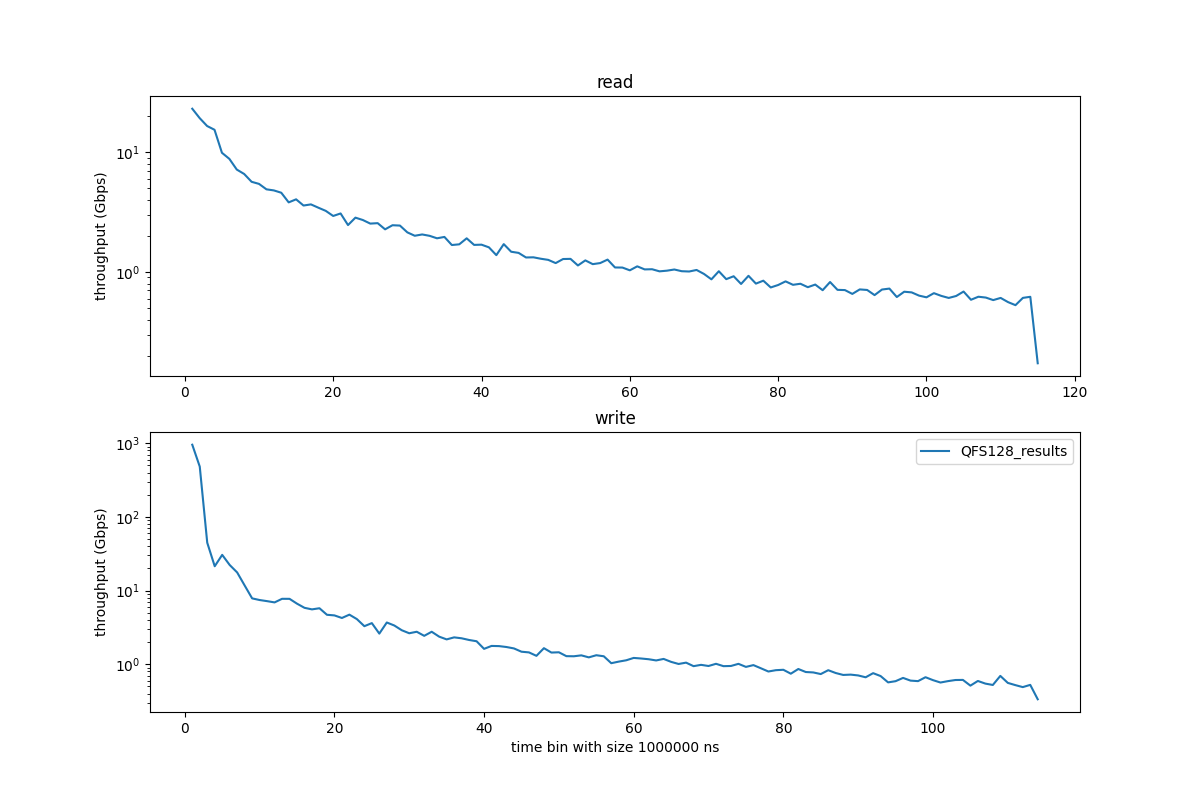 read
throughput (Gbps)
10¹
10⁰
0 20 40 60 80 100 120
write
throughput (Gbps)
10³
10²
10¹
10⁰
QFS128_results
0 20 40 60 80 100
time bin with size 1000000 ns